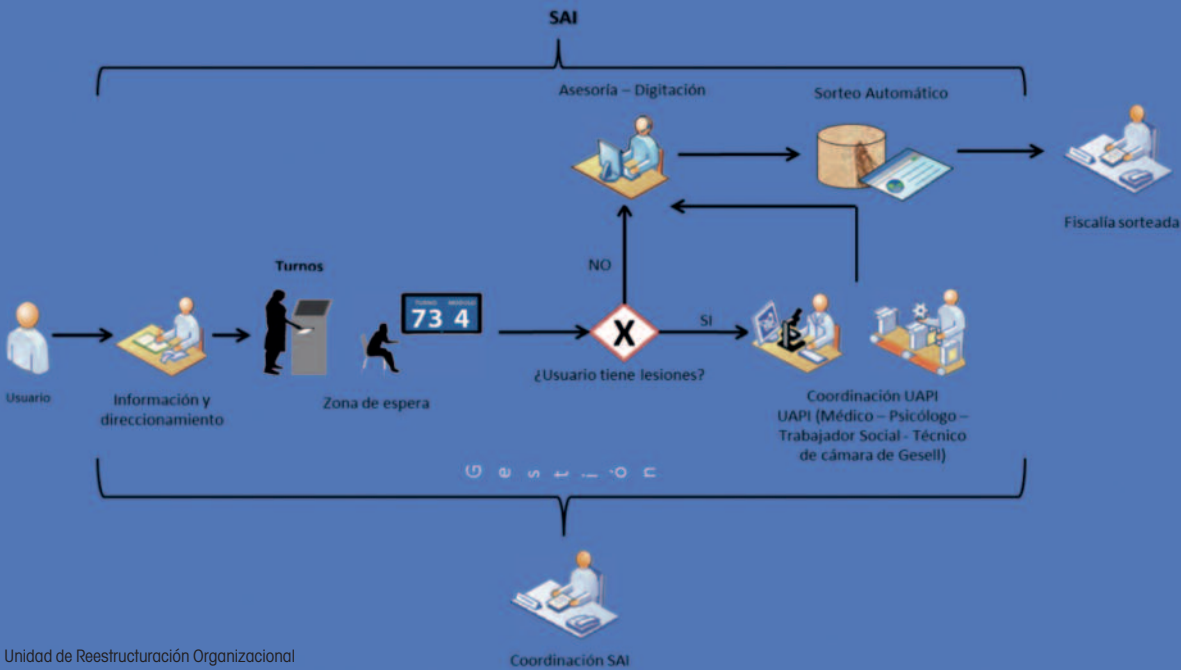 SAI
Asesoría – Digitación
Sorteo Automático
Fiscalía sorteada
Turnos
NO
TURNO MODULO
73 4
X
SI
¿Usuario tiene lesiones?
Usuario
Información y
direccionamiento
Zona de espera
Coordinación UAPI
UAPI (Médico – Psicólogo –
Trabajador Social - Técnico
de cámara de Gesell)
Gestión
Coordinación SAI
Unidad de Reestructuración Organizacional